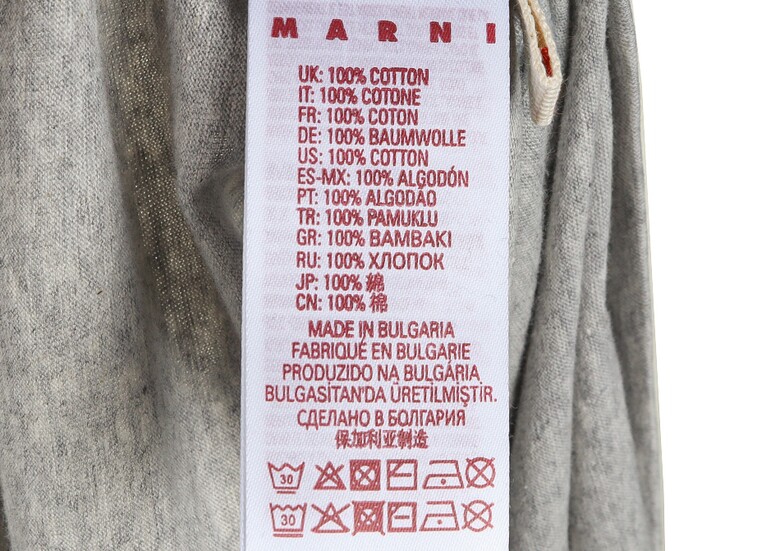 MARNI
UK: 100% COTTON
IT: 100% COTONE
FR: 100% COTON
DE: 100% BAUMWOLLE
US: 100% COTTON
ES-MX: 100% ALGODÓN
PT: 100% ALGODÃO
TR: 100% PAMUKLU
GR: 100% ΒΑΜΒΑΚΙ
RU: 100% ХЛОПОК
JP: 100% 綿
CN: 100% 棉
MADE IN BULGARIA
FABRIQUÉ EN BULGARIE
PRODUZIDO NA BULGÁRIA
BULGASİTAN'DA ÜRETİLMİŞTİR.
СДЕЛАНО В БОЛГАРИЯ
保加利亚制造
30
30